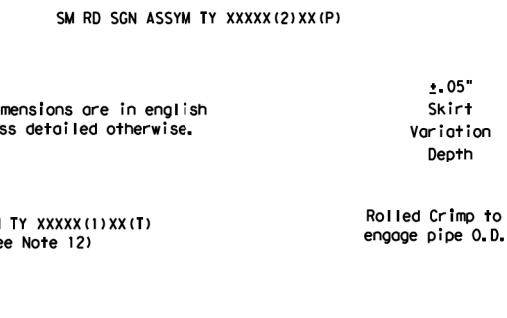 SM RD SGN ASSYM TY XXXXX(2)XX(P)
mensions are in english
ss detailed otherwise.
±.05"
Skirt
Variation
Depth
TY XXXXX(1)XX(T)
ee Note 12)
Rolled Crimp to
engage pipe O.D.